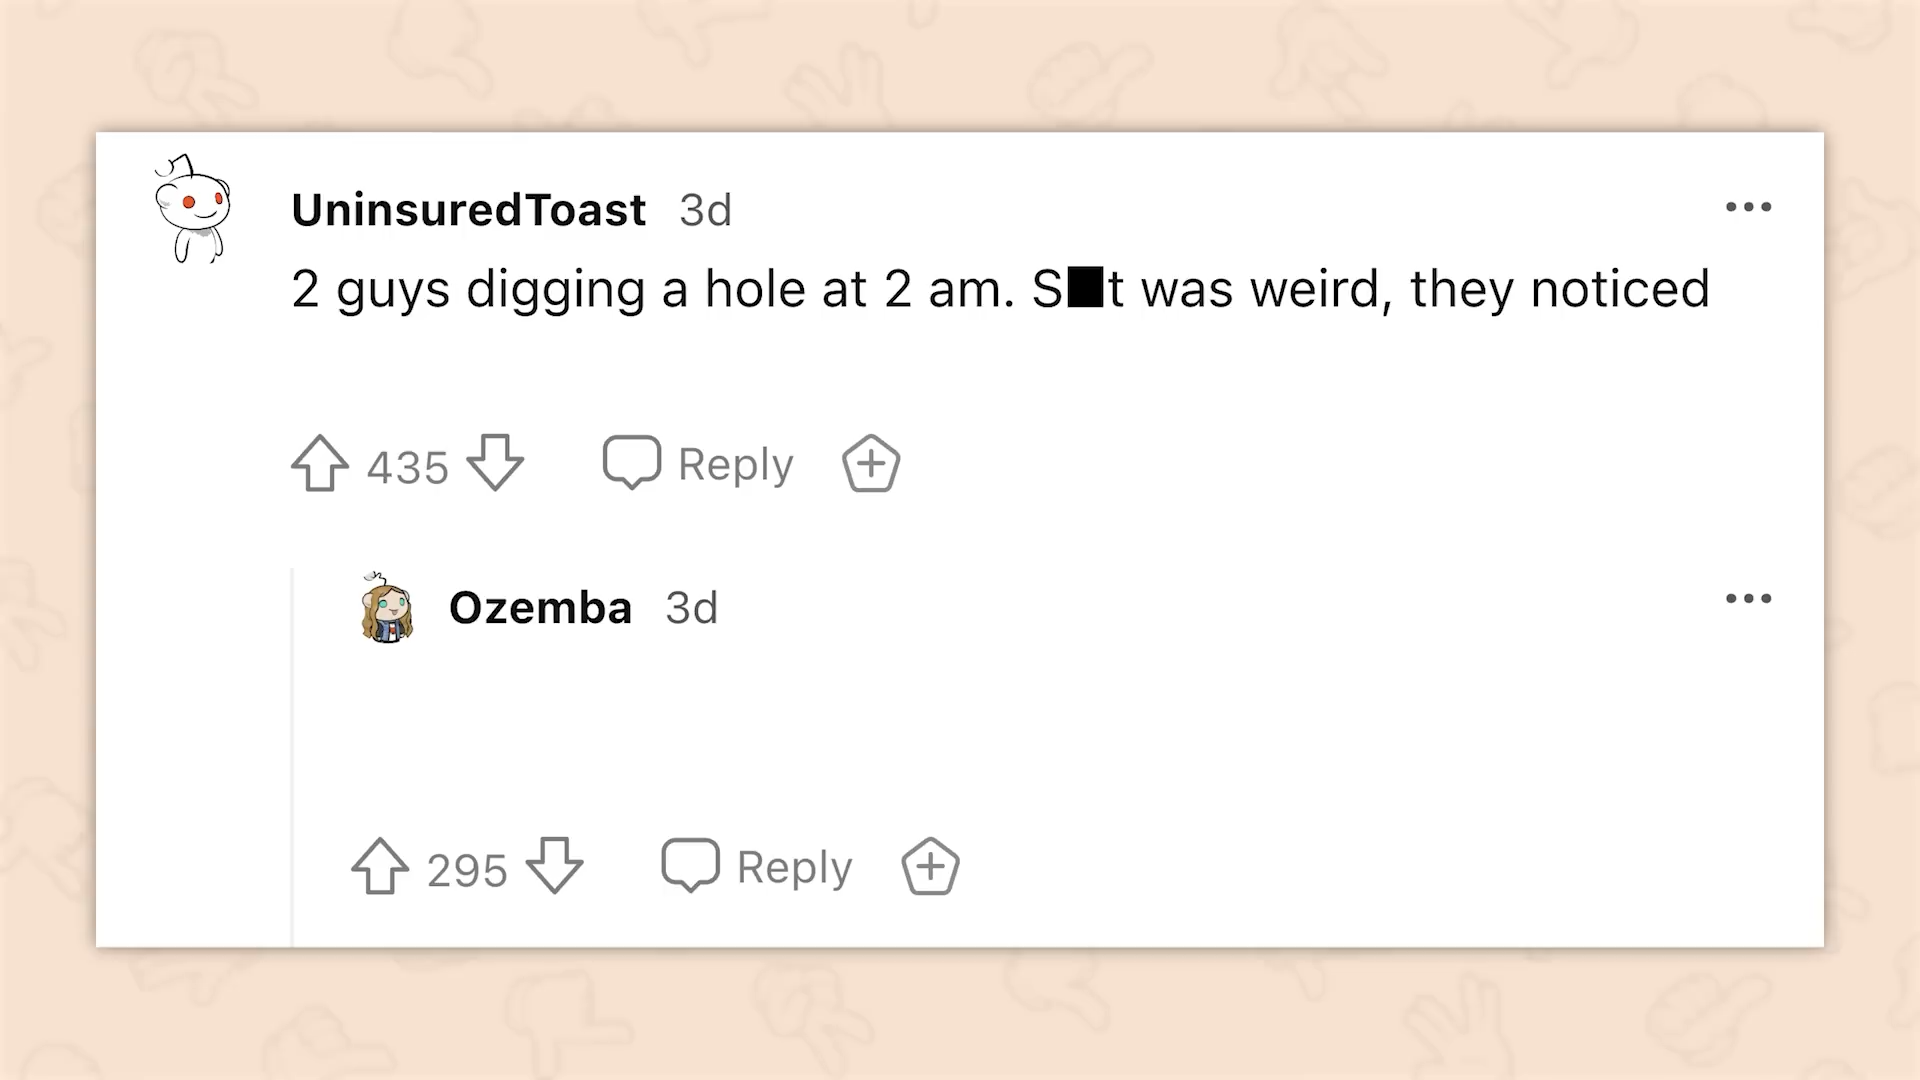 UninsuredToast 3d
2 guys digging a hole at 2 am. S■t was weird, they noticed
435 Reply
Ozemba 3d
295 Reply